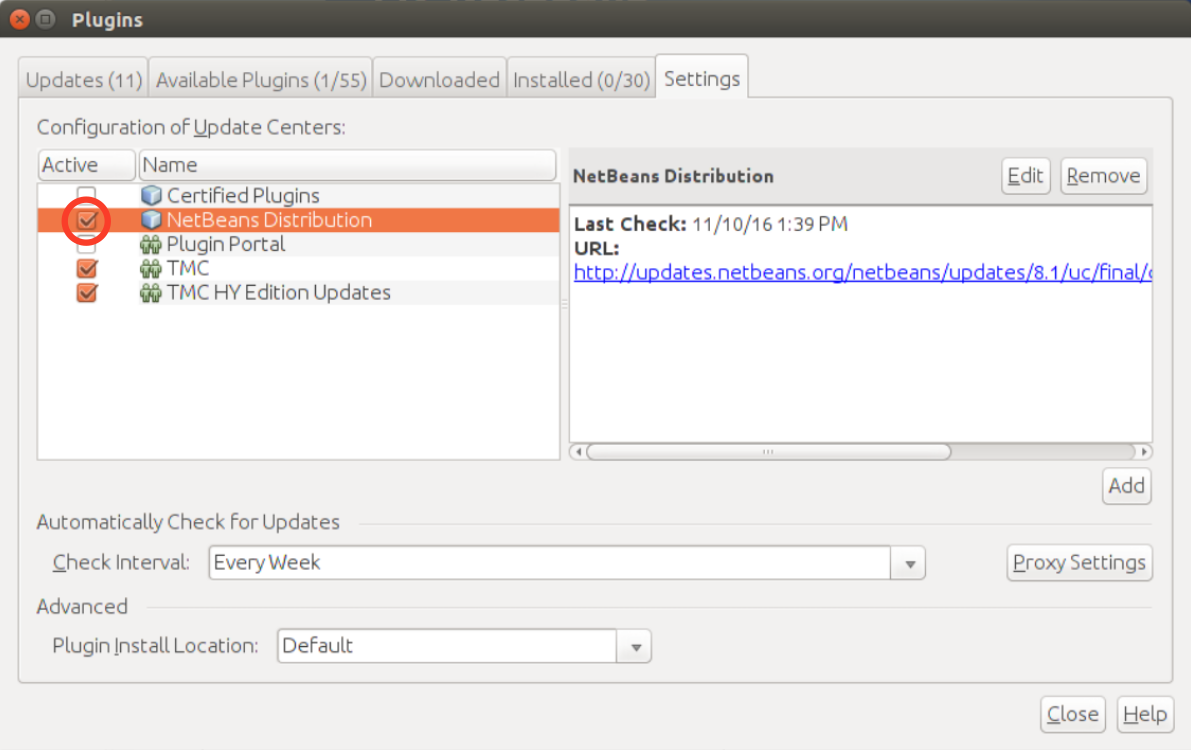 Plugins
Updates (11) Available Plugins (1/55) Downloaded Installed (0/30) Settings
Configuration of Update Centers:
Active Name
Certified Plugins
NetBeans Distribution
Plugin Portal
TMC
TMC HY Edition Updates
NetBeans Distribution Edit Remove
Last Check: 11/10/16 1:39 PM
URL:
http://updates.netbeans.org/netbeans/updates/8.1/uc/final/
Add
Automatically Check for Updates
Check Interval: Every Week Proxy Settings
Advanced
Plugin Install Location: Default
Close Help